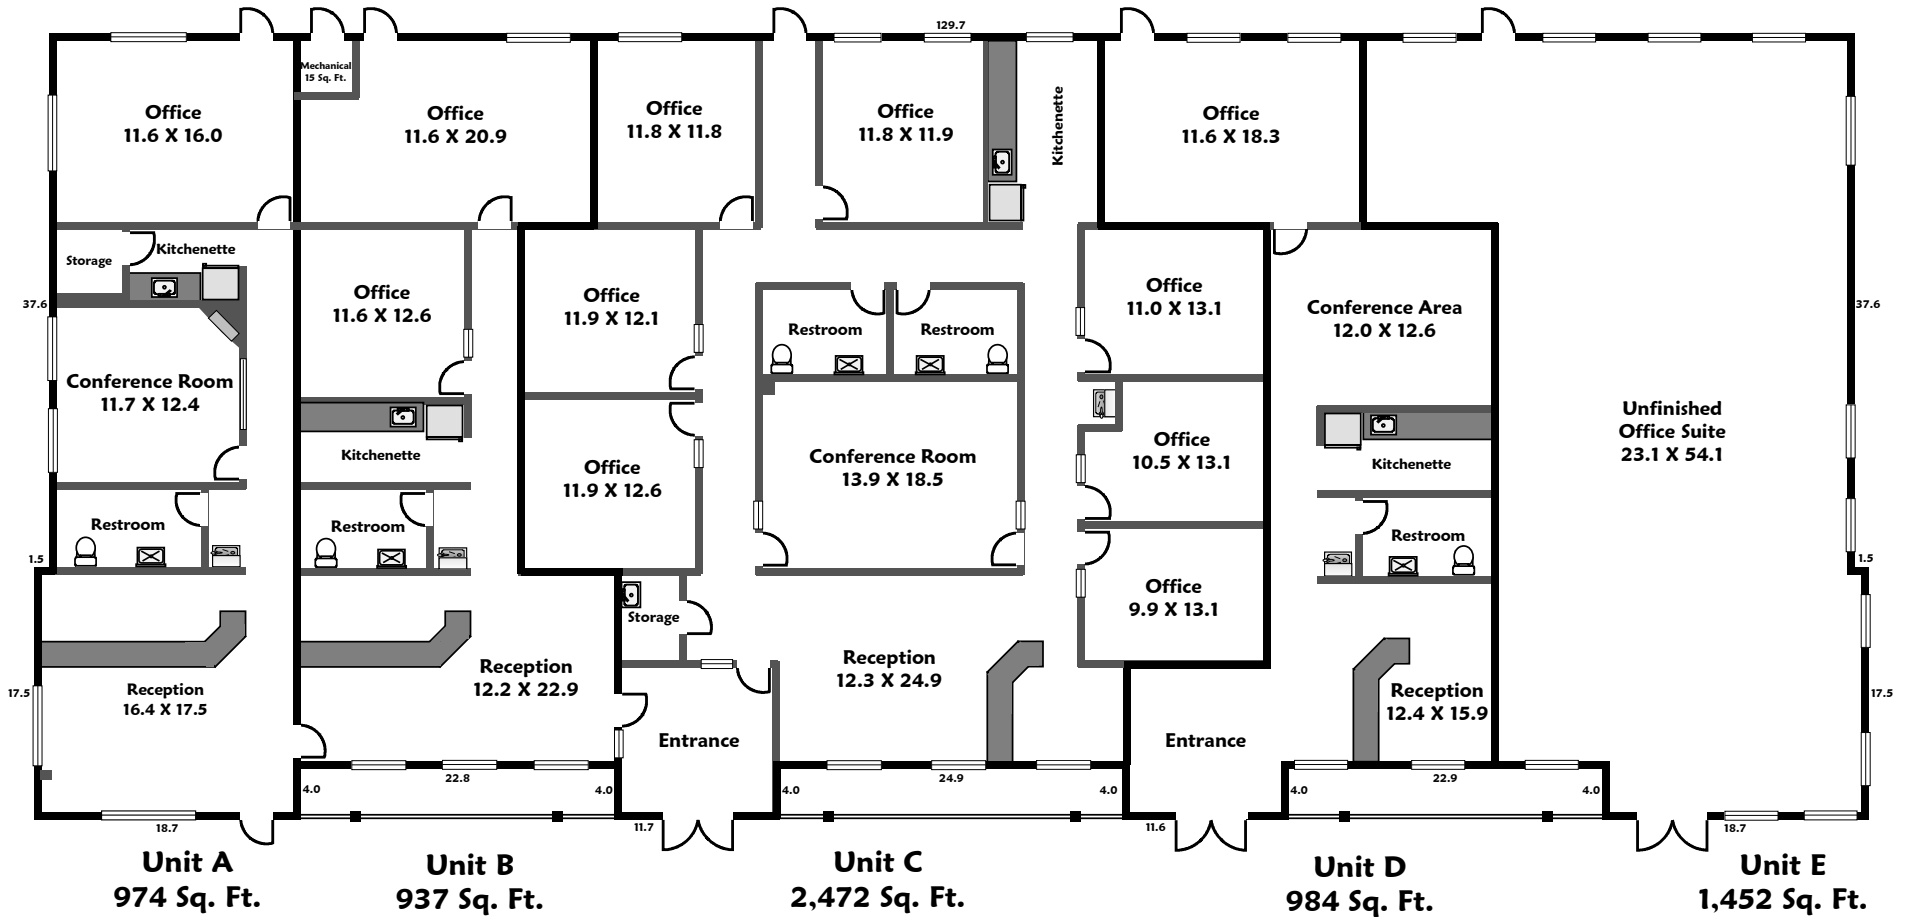 129.7
Mechanical
15 Sq. Ft.
Office
11.6 X 16.0
Office
11.6 X 20.9
Office
11.8 X 11.8
Office
11.8 X 11.9
Kitchenette
Office
11.6 X 18.3
Storage
Kitchenette
37.6
Office
11.6 X 12.6
Office
11.9 X 12.1
Restroom
Restroom
Office
11.0 X 13.1
Conference Area
12.0 X 12.6
37.6
Conference Room
11.7 X 12.4
Kitchenette
Office
11.9 X 12.6
Conference Room
13.9 X 18.5
Office
10.5 X 13.1
Kitchenette
Unfinished
Office Suite
23.1 X 54.1
Restroom
Restroom
Restroom
1.5
1.5
Storage
Office
9.9 X 13.1
Reception
16.4 X 17.5
17.5
Reception
12.2 X 22.9
Reception
12.3 X 24.9
Reception
12.4 X 15.9
17.5
Entrance
Entrance
4.0
22.8
4.0
4.0
24.9
4.0
4.0
22.9
4.0
18.7
11.7
11.6
18.7
Unit A
974 Sq. Ft.
Unit B
937 Sq. Ft.
Unit C
2,472 Sq. Ft.
Unit D
984 Sq. Ft.
Unit E
1,452 Sq. Ft.